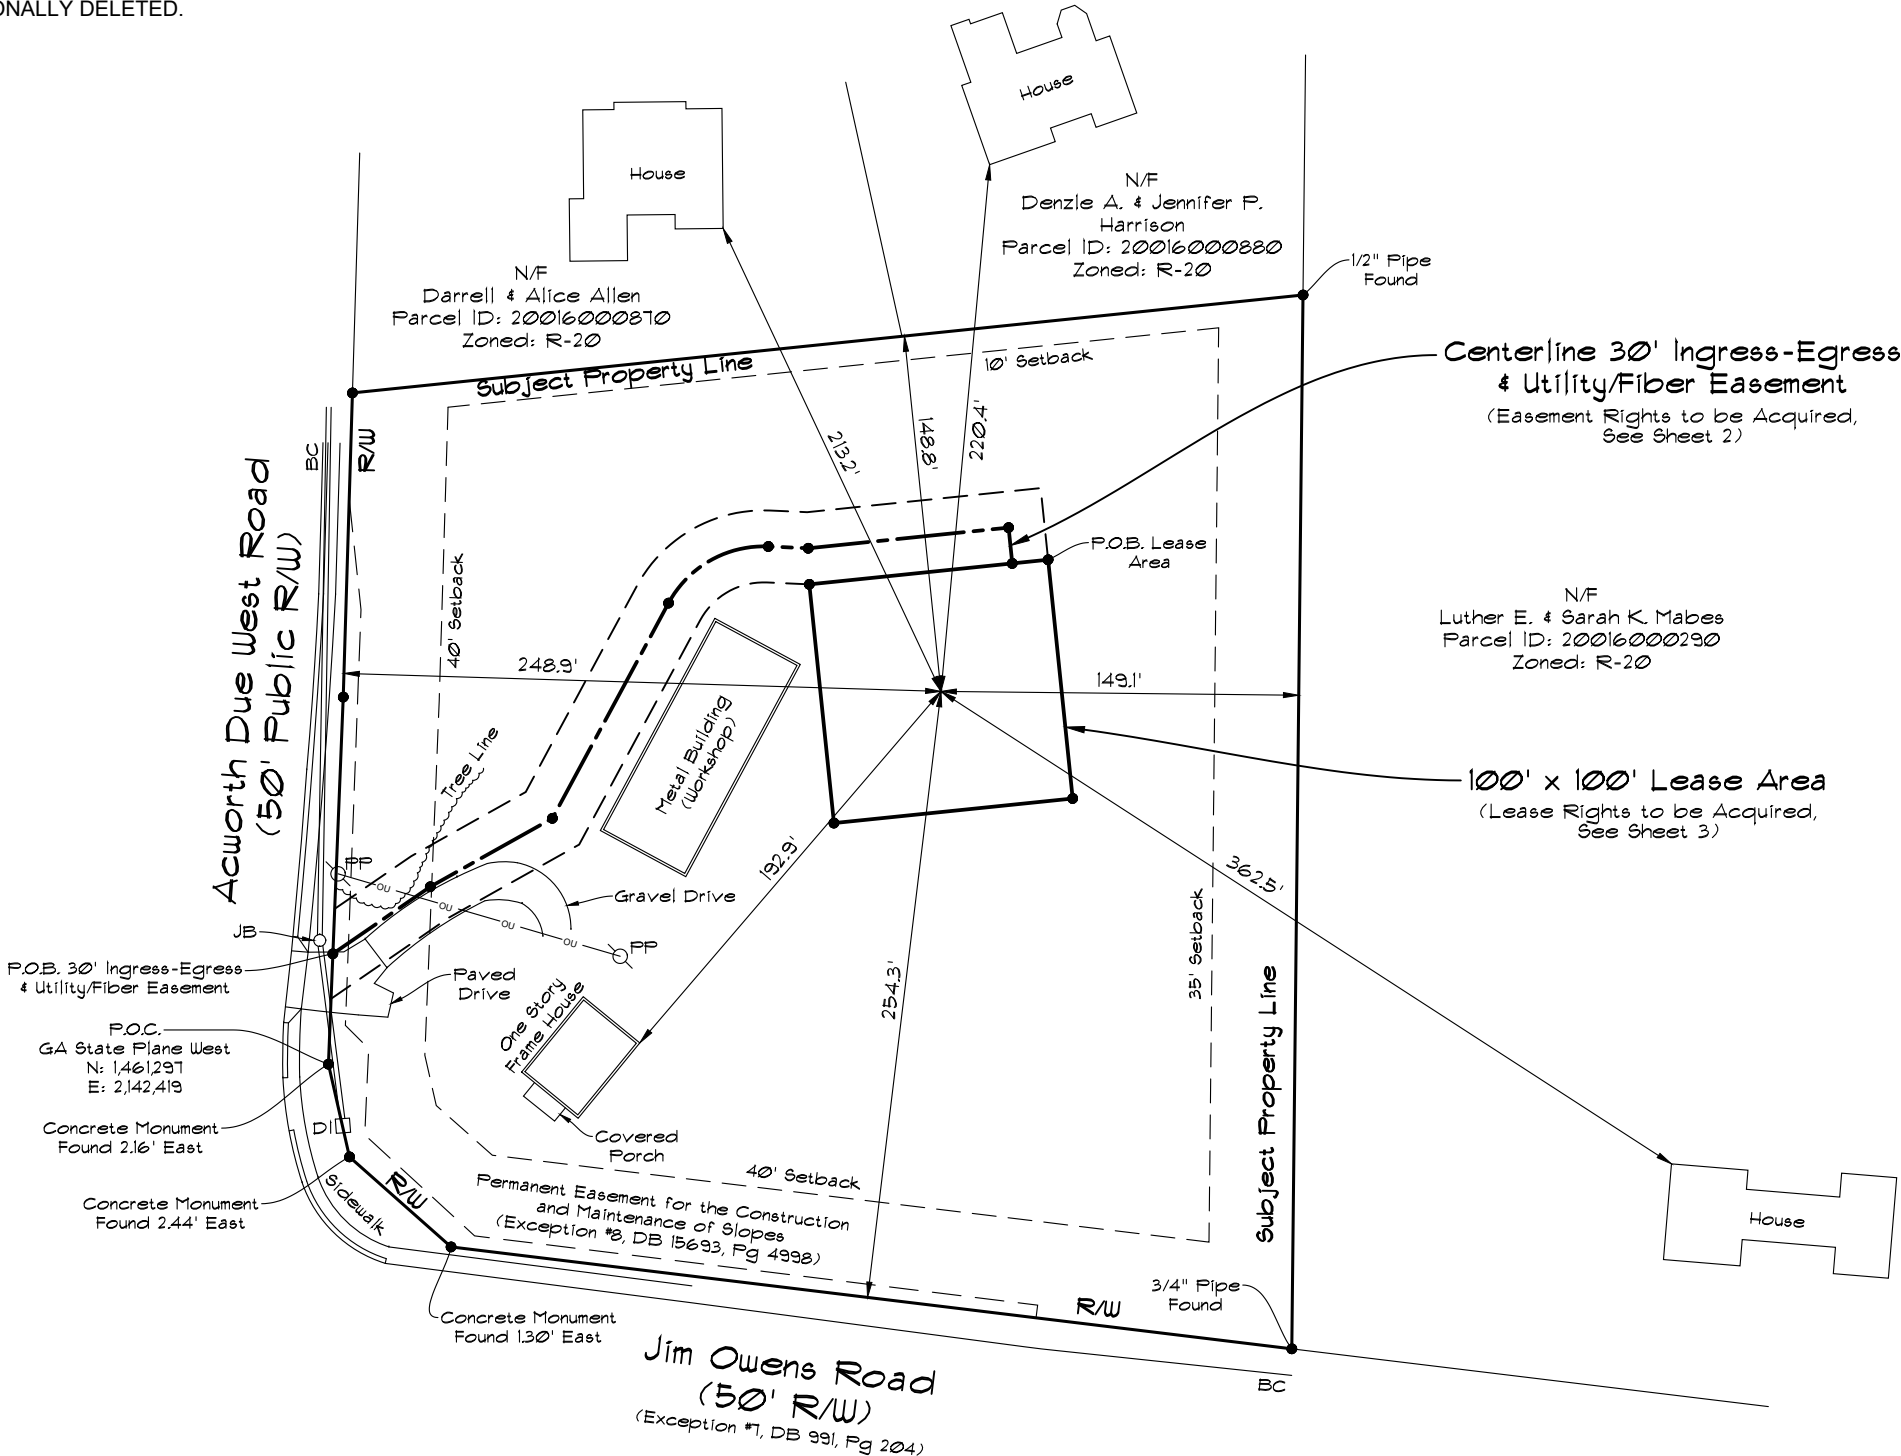 ONALLY DELETED.
House
House
N/F
Denzle A. & Jennifer P.
Harrison
Parcel ID: 20016000880
Zoned: R-20
1/2" Pipe
Found
N/F
Darrell & Alice Allen
Parcel ID: 20016000870
Zoned: R-20
Subject Property Line
10' Setback
Centerline 30' Ingress-Egress
& Utility/Fiber Easement
(Easement Rights to be Acquired,
See Sheet 2)
BC
R/W
213.2'
148.8'
220.4'
Acworth Due West Road
(50' Public R/W)
40' Setback
P.O.B. Lease
Area
N/F
Luther E. & Sarah K. Mabes
Parcel ID: 20016000290
Zoned: R-20
248.9'
149.1'
Metal Building
(Workshop)
Tree Line
100' x 100' Lease Area
(Lease Rights to be Acquired,
See Sheet 3)
192.9'
362.5'
PP
OU
OU
OU
OU
Gravel Drive
PP
JB
P.O.B. 30' Ingress-Egress
& Utility/Fiber Easement
Paved
Drive
254.3'
35' Setback
Subject Property Line
One Story
Frame House
P.O.C.
GA State Plane West
N: 1,461,297
E: 2,142,419
Concrete Monument
Found 2.16' East
DI
Covered
Porch
40' Setback
Concrete Monument
Found 2.44' East
Sidewalk
R/W
Permanent Easement for the Construction
and Maintenance of Slopes
(Exception #8, DB 15693, Pg 4998)
House
3/4" Pipe
Found
R/W
Concrete Monument
Found 1.30' East
Jim Owens Road
(50' R/W)
(Exception #7, DB 991, Pg 204)
BC